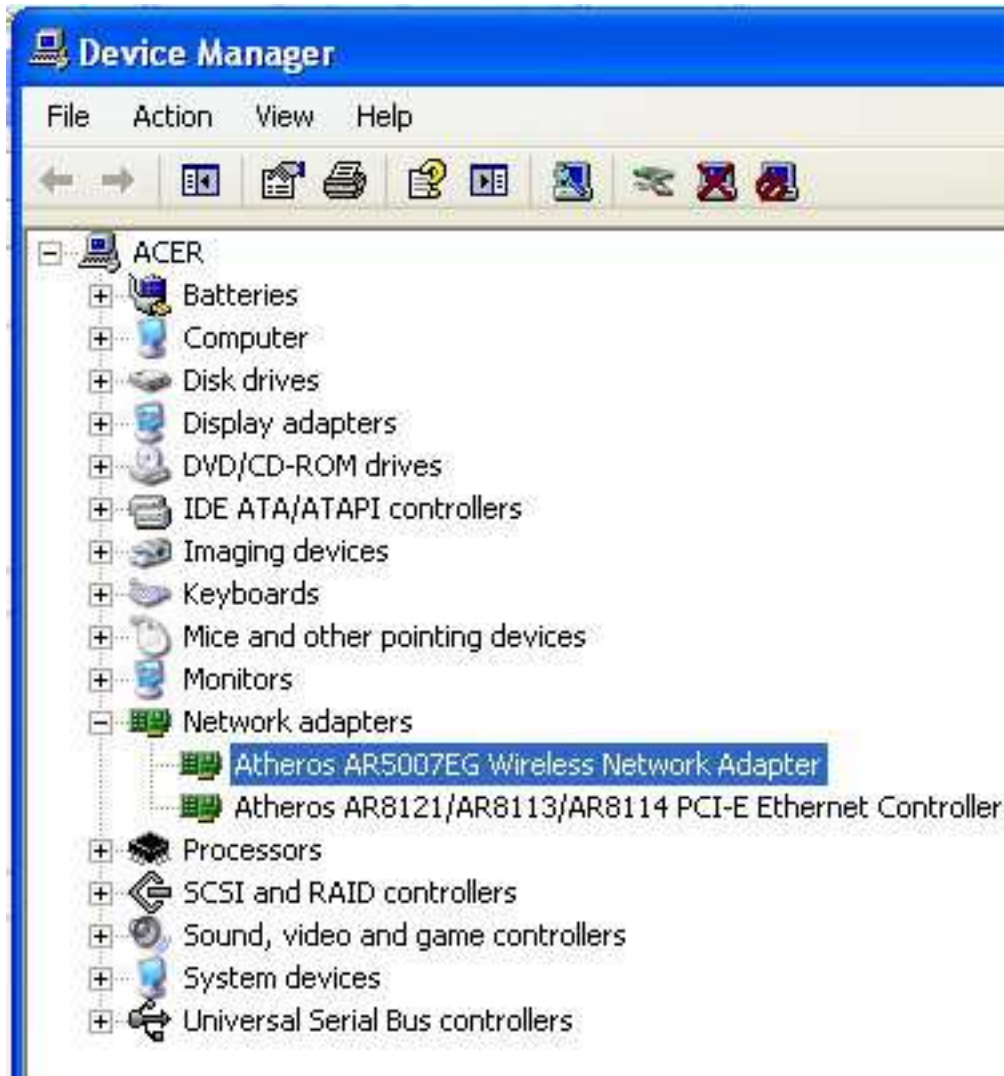 Device Manager
File Action View Help
ACER
Batteries
Computer
Disk drives
Display adapters
DVD/CD-ROM drives
IDE ATA/ATAPI controllers
Imaging devices
Keyboards
Mice and other pointing devices
Monitors
Network adapters
Atheros AR5007EG Wireless Network Adapter
Atheros AR8121/AR8113/AR8114 PCI-E Ethernet Controller
Processors
SCSI and RAID controllers
Sound, video and game controllers
System devices
Universal Serial Bus controllers